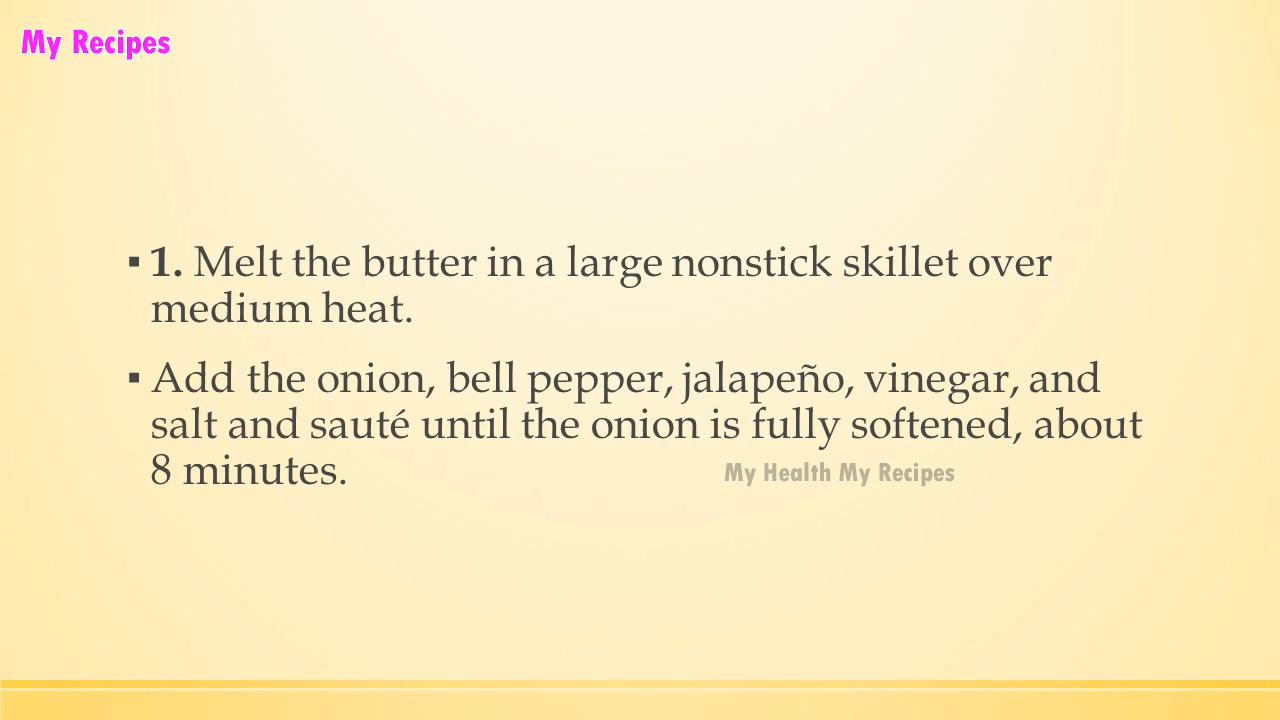 My Recipes
▪ 1. Melt the butter in a large nonstick skillet over
medium heat.
▪ Add the onion, bell pepper, jalapeño, vinegar, and
salt and sauté until the onion is fully softened, about
8 minutes.
My Health My Recipes